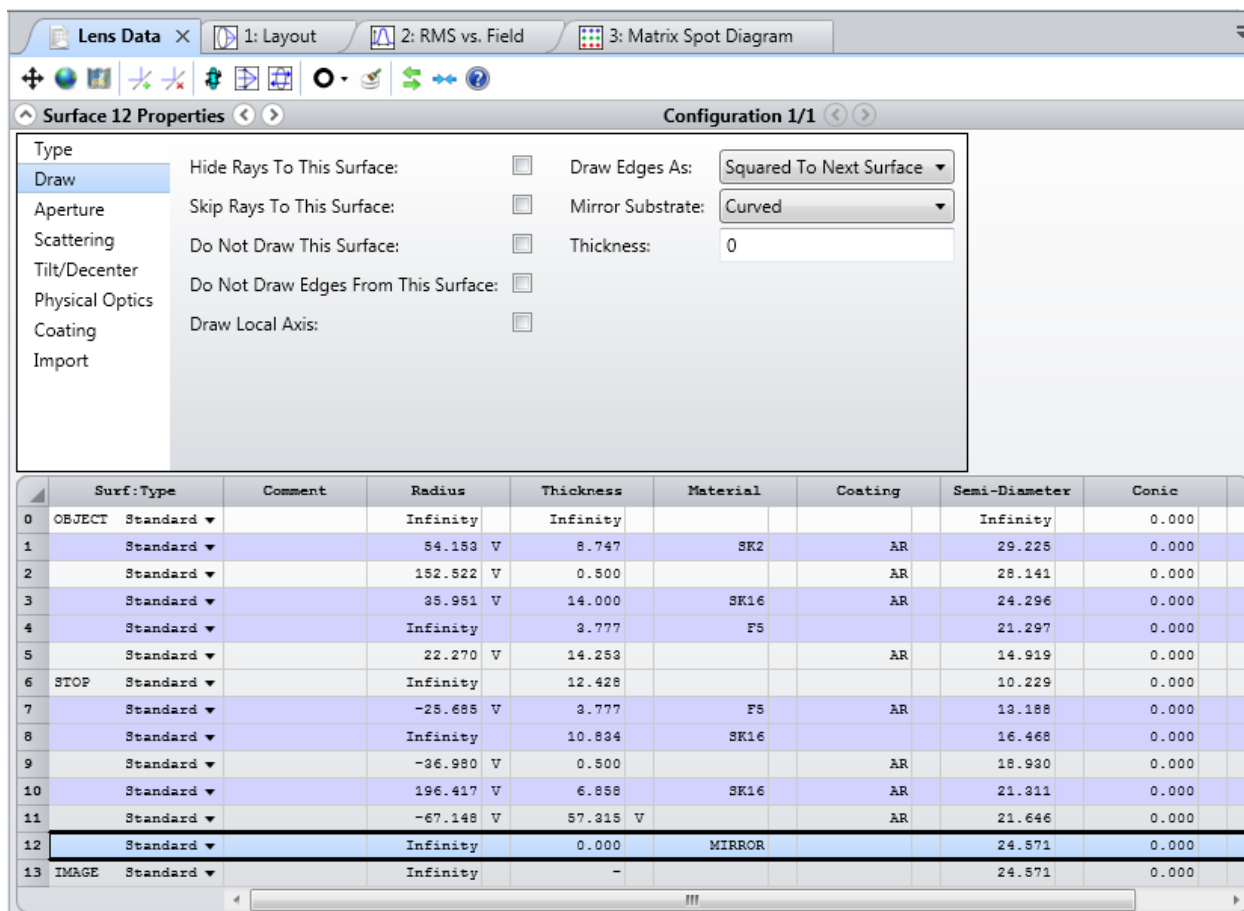 Lens Data × 1: Layout 2: RMS vs. Field 3: Matrix Spot Diagram
Surface 12 Properties Configuration 1/1
Type
Draw
Aperture
Scattering
Tilt/Decenter
Physical Optics
Coating
Import
Hide Rays To This Surface:
Skip Rays To This Surface:
Do Not Draw This Surface:
Do Not Draw Edges From This Surface:
Draw Local Axis:
Draw Edges As: Squared To Next Surface
Mirror Substrate: Curved
Thickness: 0
Surf:Type Comment Radius Thickness Material Coating Semi-Diameter Conic
0 OBJECT Standard Infinity Infinity Infinity 0.000
1 Standard 54.153 V 8.747 SK2 AR 29.225 0.000
2 Standard 152.522 V 0.500 AR 28.141 0.000
3 Standard 35.951 V 14.000 SK16 AR 24.296 0.000
4 Standard Infinity 3.777 F5 21.297 0.000
5 Standard 22.270 V 14.253 AR 14.919 0.000
6 STOP Standard Infinity 12.428 10.229 0.000
7 Standard -25.685 V 3.777 F5 AR 13.188 0.000
8 Standard Infinity 10.834 SK16 16.468 0.000
9 Standard -36.980 V 0.500 AR 18.930 0.000
10 Standard 196.417 V 6.858 SK16 AR 21.311 0.000
11 Standard -67.148 V 57.315 V AR 21.646 0.000
12 Standard Infinity 0.000 MIRROR 24.571 0.000
13 IMAGE Standard Infinity - 24.571 0.000